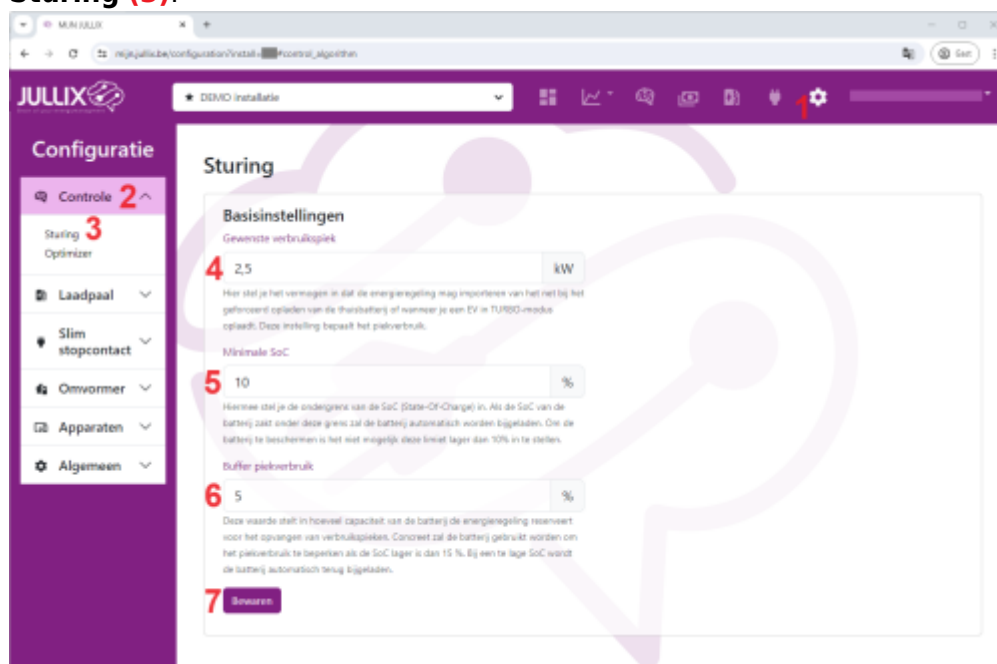 Sturing (3).
MIJN JULLIX
mijn.jullix.be/configuration?install= #control_algorithm
Gast
JULLIX
DEMO installatie
1
Configuratie
Sturing
Controle 2
Basisinstellingen
Sturing 3
Gewenste verbruikspiek
Optimizer
4 2,5 kW
Laadpaal
Hier stel je het vermogen in dat de energieregeling mag importeren van het net bij het
geforceerd opladen van de thuisbatterij of wanneer je een EV in TURBO-modus
oplaadt. Deze instelling bepaalt het piekverbruik.
Slim
stopcontact
Minimale SoC
5 10 %
Omvormer
Hiermee stel je de ondergrens van de SoC (State-Of-Charge) in. Als de SoC van de
batterij zakt onder deze grens zal de batterij automatisch worden bijgeladen. Om de
batterij te beschermen is het niet mogelijk deze limiet lager dan 10% in te stellen.
Apparaten
Algemeen
Buffer piekverbruik
6 5 %
Deze waarde stelt in hoeveel capaciteit van de batterij de energieregeling reserveert
voor het opvangen van verbruikspieken. Concreet zal de batterij gebruikt worden om
het piekverbruik te beperken als de SoC lager is dan 15 %. Bij een te lage SoC wordt
de batterij automatisch terug bijgeladen.
7 Bewaren